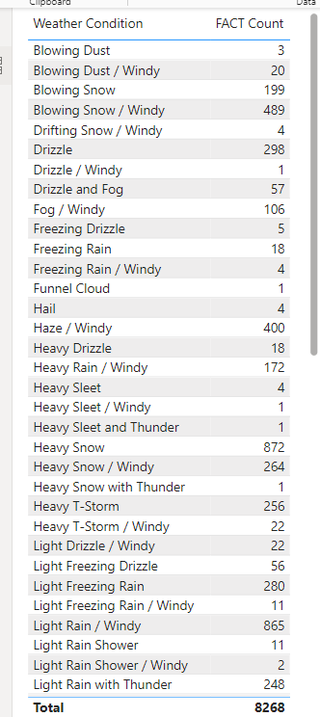 Clipboard
Data
Weather Condition FACT Count
Blowing Dust 3
Blowing Dust / Windy 20
Blowing Snow 199
Blowing Snow / Windy 489
Drifting Snow / Windy 4
Drizzle 298
Drizzle / Windy 1
Drizzle and Fog 57
Fog / Windy 106
Freezing Drizzle 5
Freezing Rain 18
Freezing Rain / Windy 4
Funnel Cloud 1
Hail 4
Haze / Windy 400
Heavy Drizzle 18
Heavy Rain / Windy 172
Heavy Sleet 4
Heavy Sleet / Windy 1
Heavy Sleet and Thunder 1
Heavy Snow 872
Heavy Snow / Windy 264
Heavy Snow with Thunder 1
Heavy T-Storm 256
Heavy T-Storm / Windy 22
Light Drizzle / Windy 22
Light Freezing Drizzle 56
Light Freezing Rain 280
Light Freezing Rain / Windy 11
Light Rain / Windy 865
Light Rain Shower 11
Light Rain Shower / Windy 2
Light Rain with Thunder 248
Total 8268